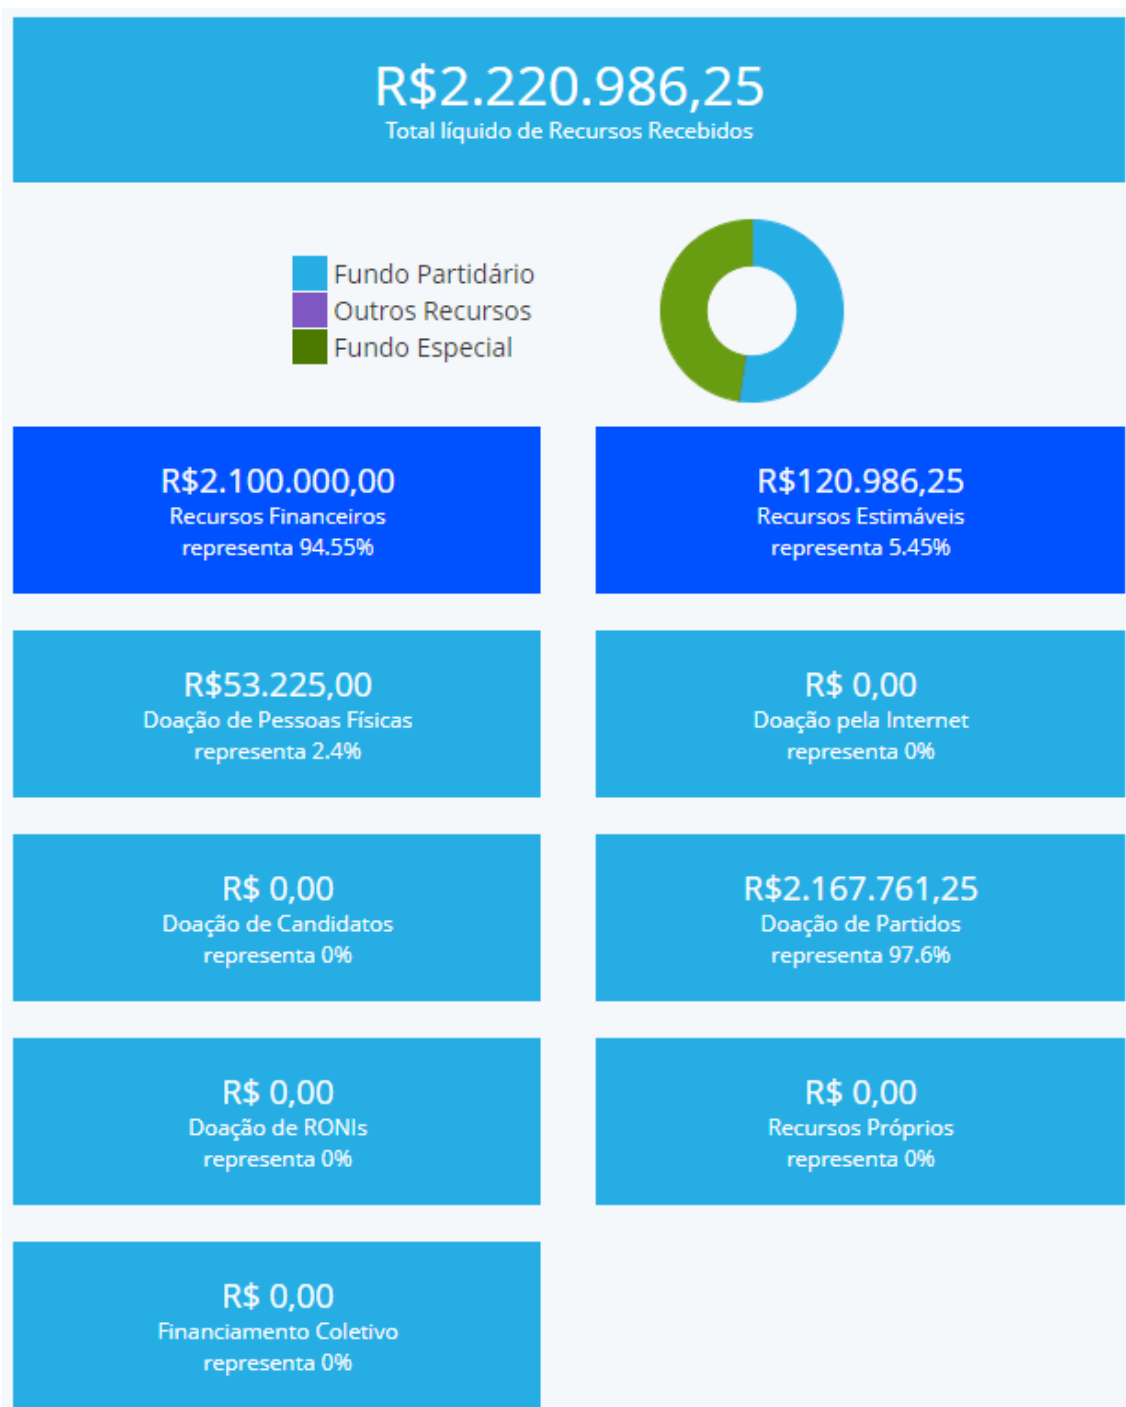 R$2.220.986,25
Total líquido de Recursos Recebidos
Fundo Partidário
Outros Recursos
Fundo Especial
R$2.100.000,00
Recursos Financeiros
representa 94.55%
R$120.986,25
Recursos Estimáveis
representa 5.45%
R$53.225,00
Doação de Pessoas Físicas
representa 2.4%
R$ 0,00
Doação pela Internet
representa 0%
R$ 0,00
Doação de Candidatos
representa 0%
R$2.167.761,25
Doação de Partidos
representa 97.6%
R$ 0,00
Doação de RONIs
representa 0%
R$ 0,00
Recursos Próprios
representa 0%
R$ 0,00
Financiamento Coletivo
representa 0%